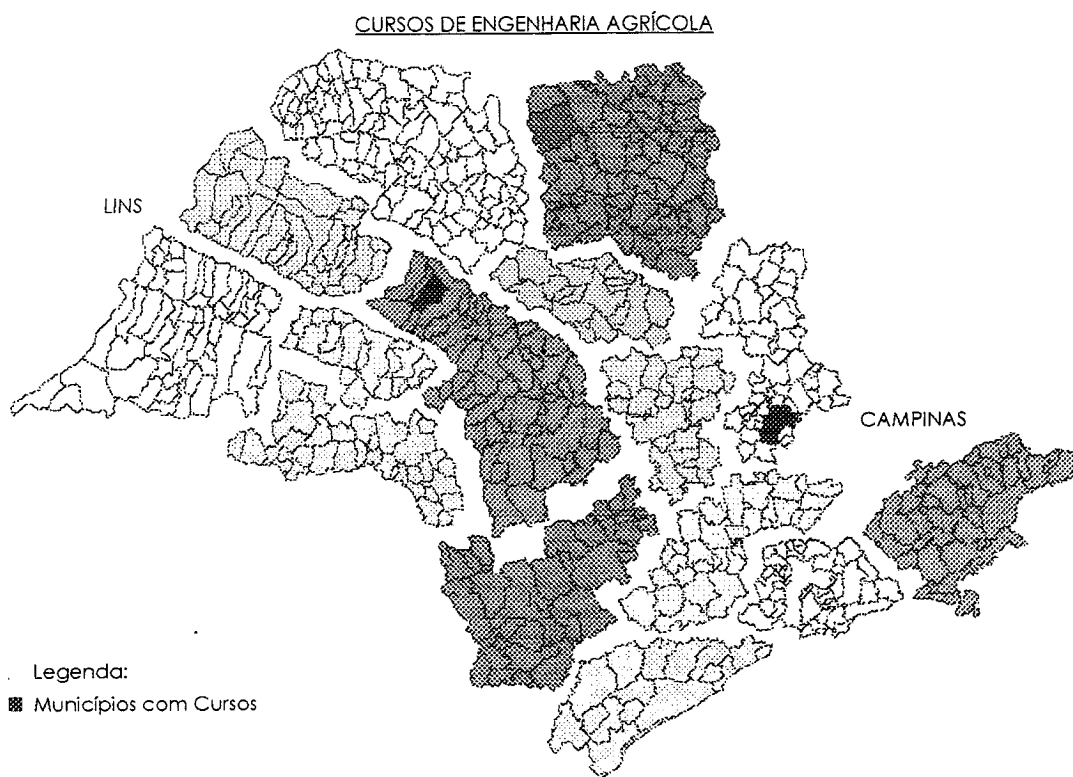 CURSOS DE ENGENHARIA AGRÍCOLA
LINS
CAMPINAS
Legenda:
Municípios com Cursos